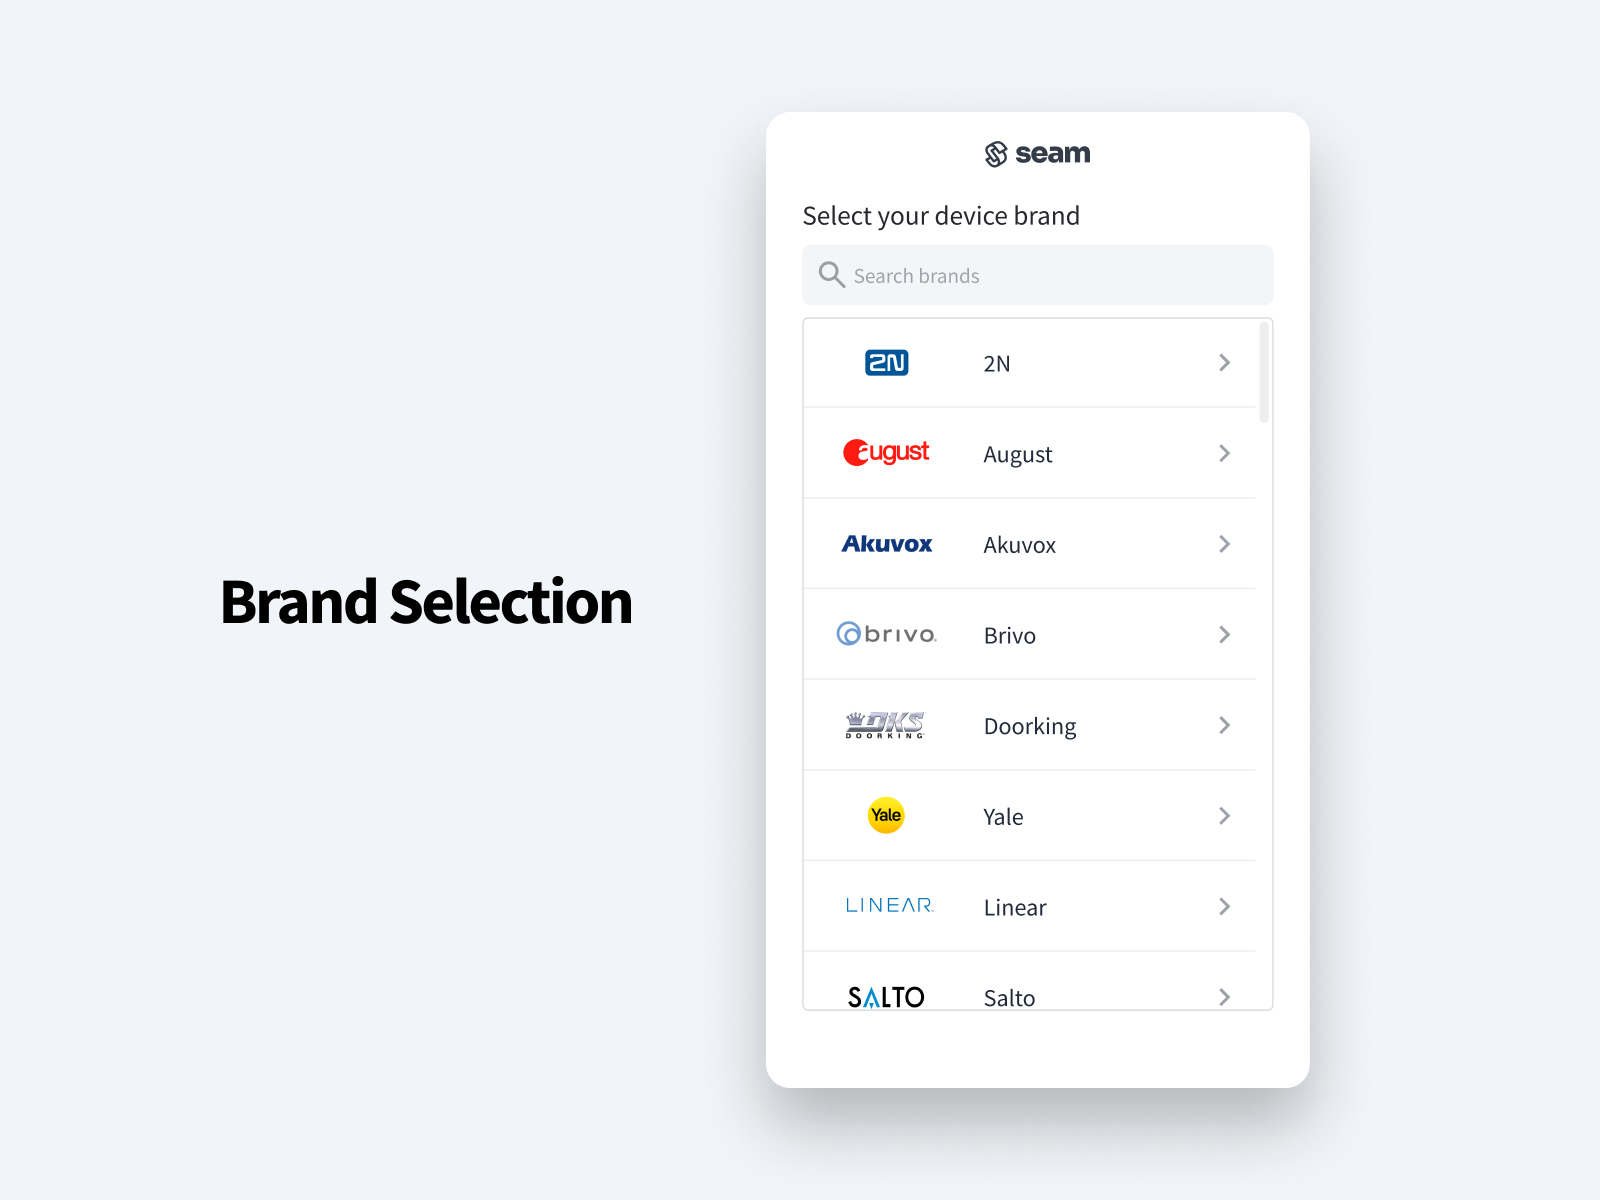 Brand Selection
seam
Select your device brand
Search brands
2N 2N
august August
Akuvox Akuvox
brivo Brivo
DKS DOORKING Doorking
Yale Yale
LINEAR Linear
SALTO Salto